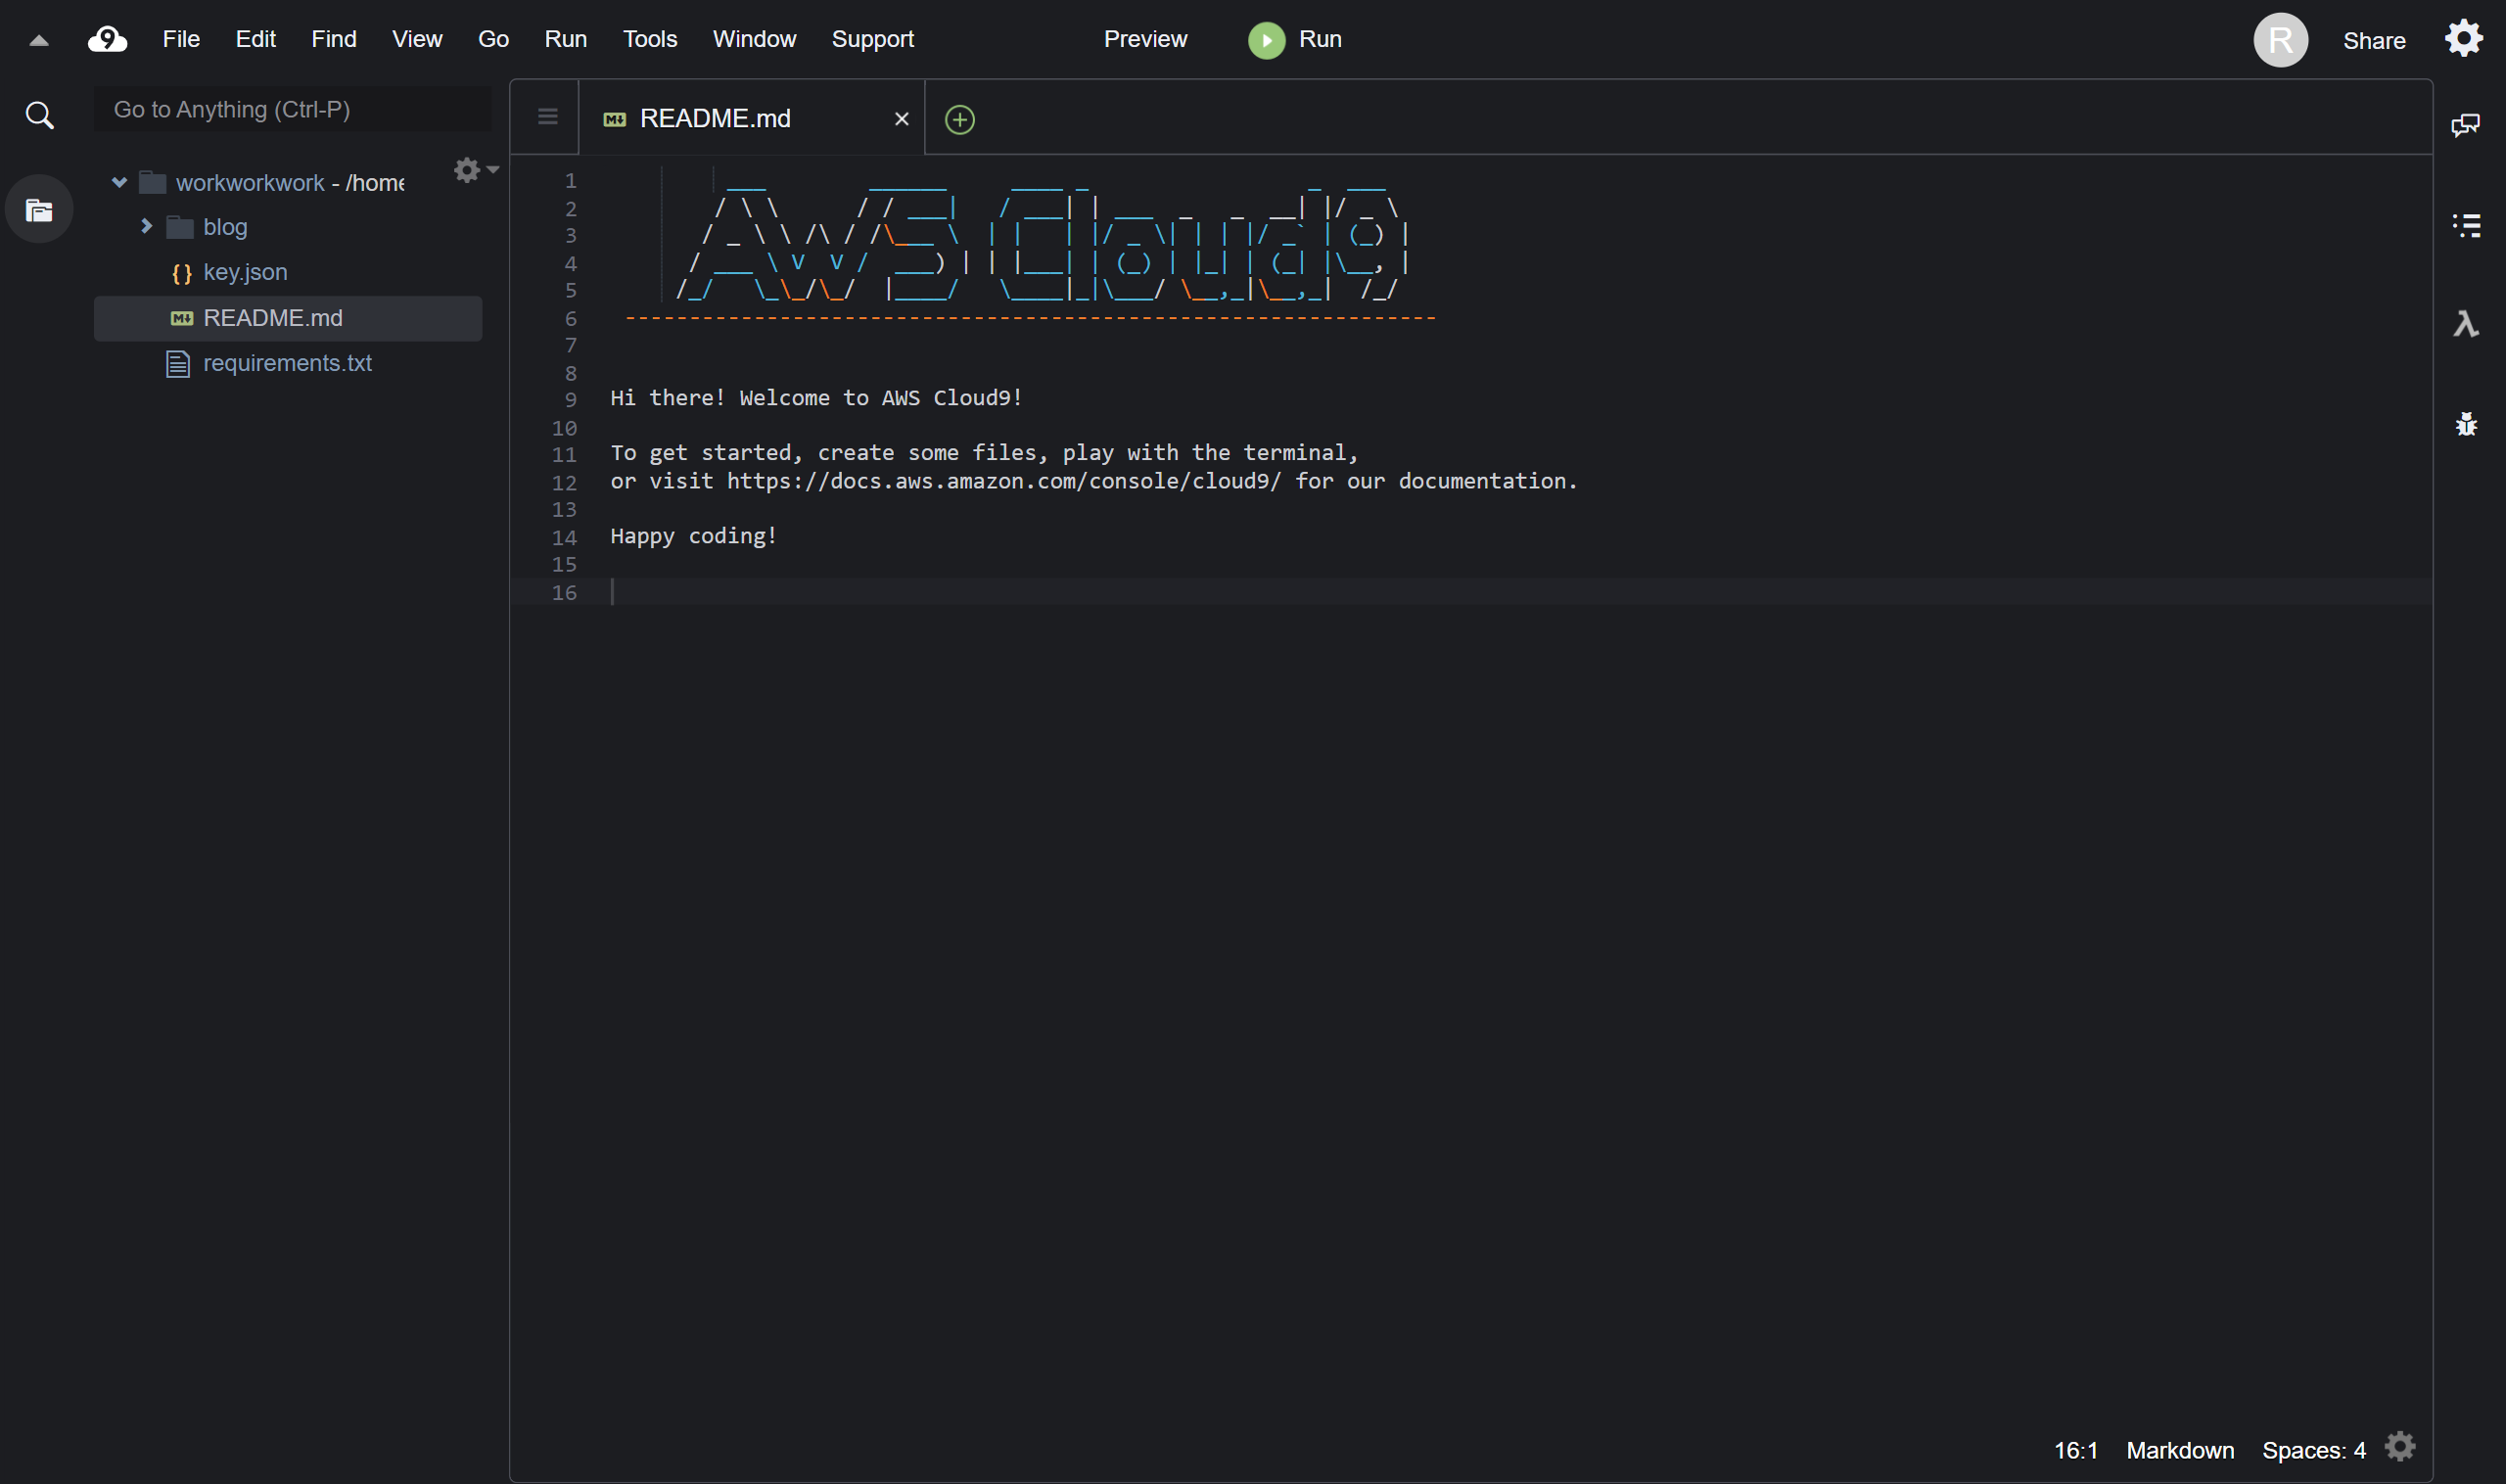 File Edit Find View Go Run Tools Window Support Preview Run R Share
Go to Anything (Ctrl-P)
workworkwork - /home
blog
key.json
README.md
requirements.txt
README.md
1
2
3
4
5
6
7
8
9 Hi there! Welcome to AWS Cloud9!
10
11 To get started, create some files, play with the terminal,
12 or visit https://docs.aws.amazon.com/console/cloud9/ for our documentation.
13
14 Happy coding!
15
16
AWS Cloud9
16:1 Markdown Spaces: 4